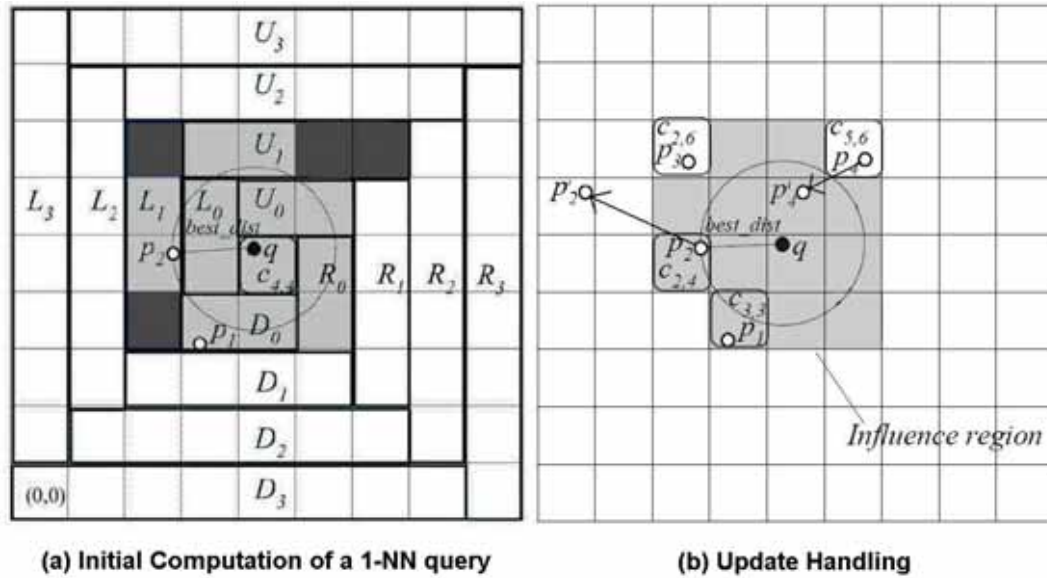 U3
U2
U1
L3 L2 L1 L0 U0
best_dist
p2 q
c4,4 R0 R1 R2 R3
p1 D0
D1
D2
(0,0) D3
(a) Initial Computation of a 1-NN query
c2,6 c5,6
p3 p4
p'2 p'4
best_dist
p2 q
c2,4
c3,3
p1
Influence region
(b) Update Handling